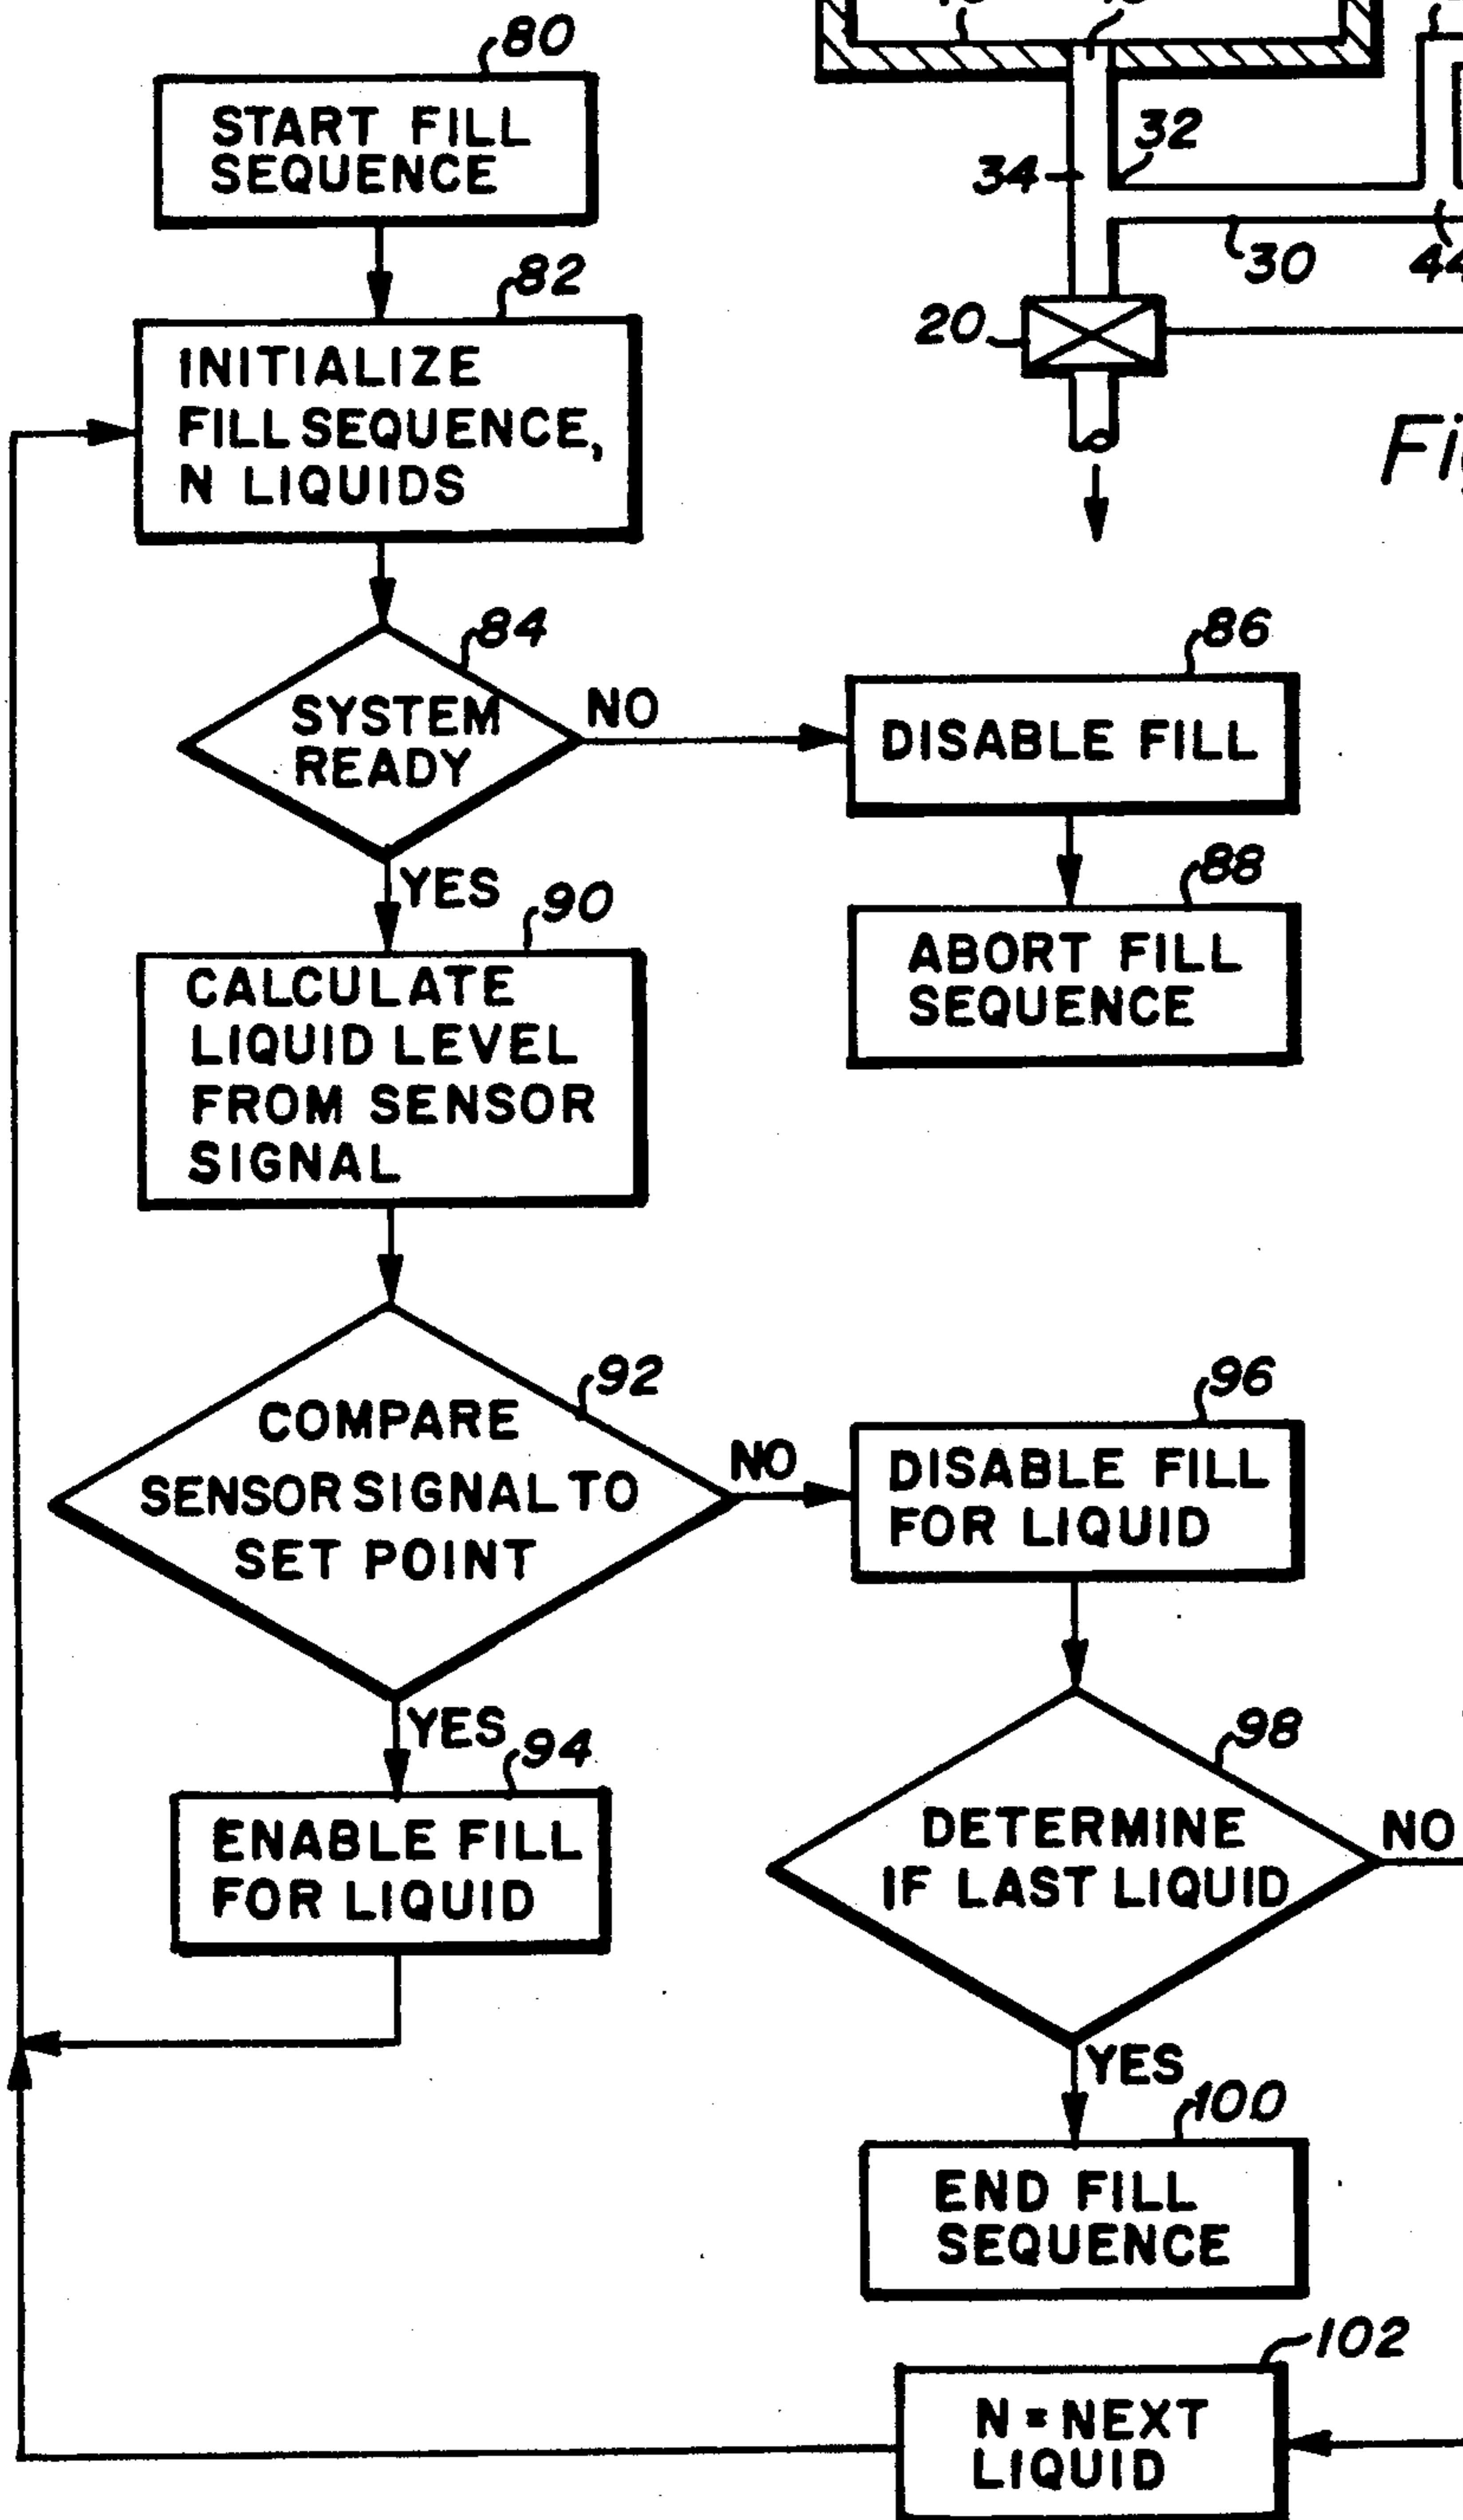 80
START FILL
SEQUENCE
32
34
30
44
20
82
INITIALIZE
FILL SEQUENCE,
N LIQUIDS
84
SYSTEM
READY
NO
86
DISABLE FILL
88
ABORT FILL
SEQUENCE
YES
90
CALCULATE
LIQUID LEVEL
FROM SENSOR
SIGNAL
92
COMPARE
SENSOR SIGNAL TO
SET POINT
NO
96
DISABLE FILL
FOR LIQUID
YES
94
ENABLE FILL
FOR LIQUID
98
DETERMINE
IF LAST LIQUID
NO
YES
100
END FILL
SEQUENCE
102
N = NEXT
LIQUID